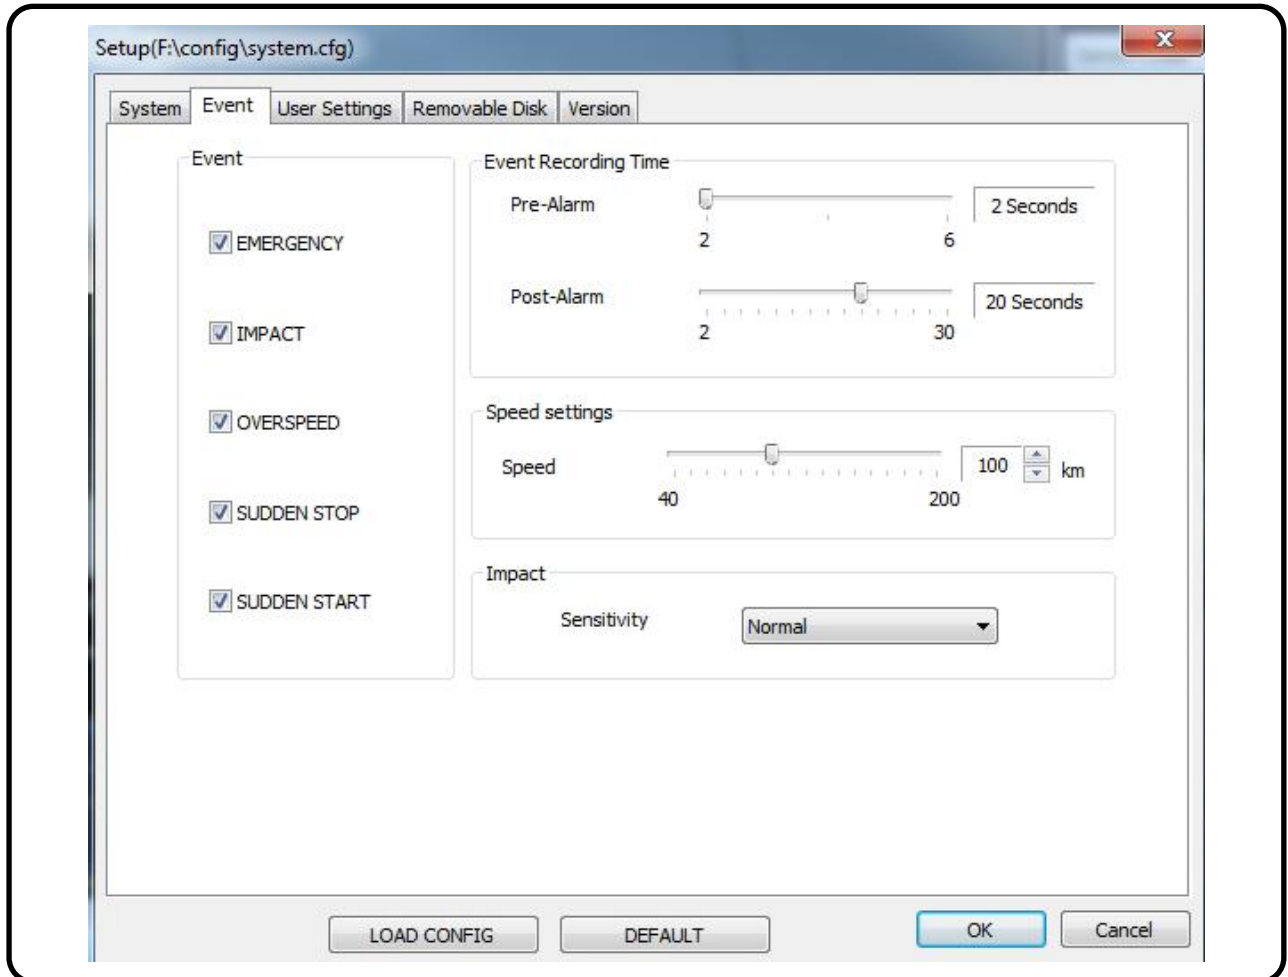 Setup(F:\config\system.cfg)
System Event User Settings Removable Disk Version
Event
EMERGENCY
IMPACT
OVERSPEED
SUDDEN STOP
SUDDEN START
Event Recording Time
Pre-Alarm 2 Seconds
2 6
Post-Alarm 20 Seconds
2 30
Speed settings
Speed 100 km
40 200
Impact
Sensitivity Normal
LOAD CONFIG DEFAULT OK Cancel